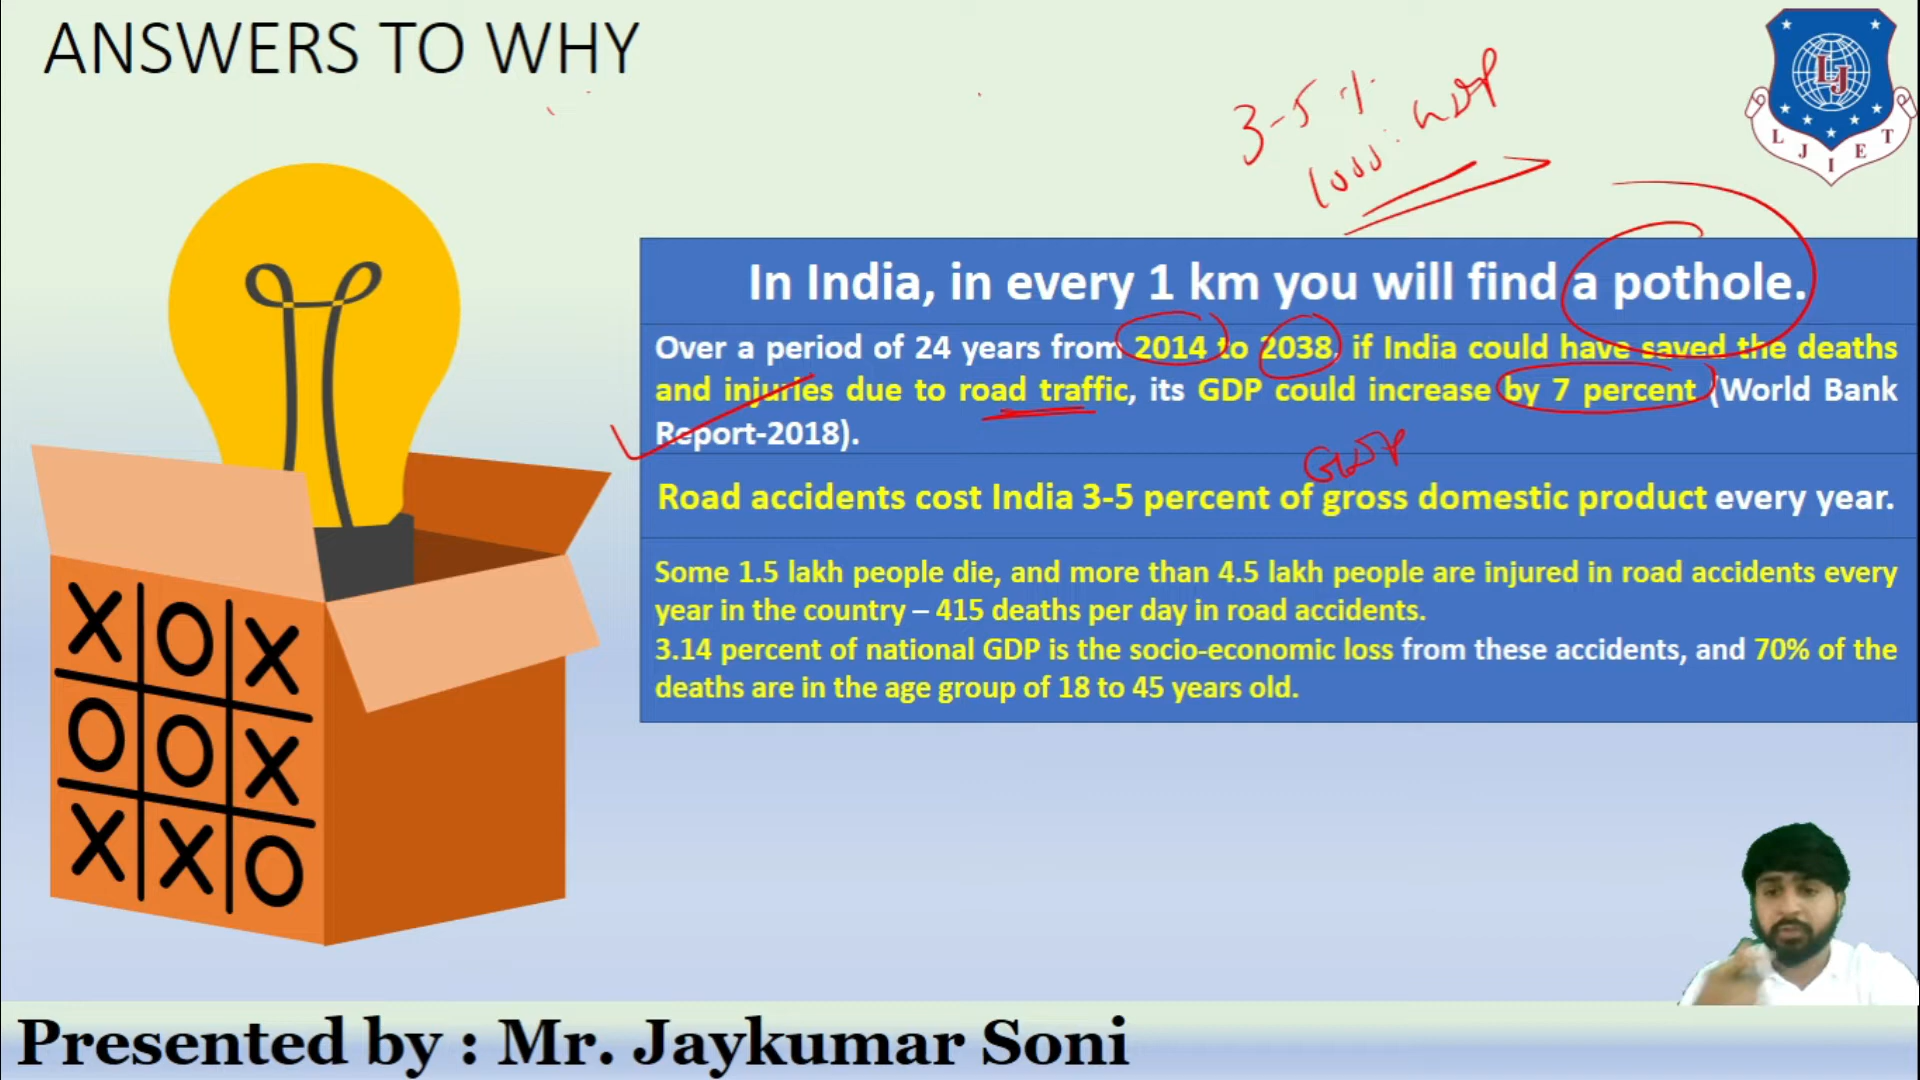 ANSWERS TO WHY
3-5 %
1000: GDP
LJ
L J I E T
In India, in every 1 km you will find a pothole.
Over a period of 24 years from 2014 to 2038, if India could have saved the deaths
and injuries due to road traffic, its GDP could increase by 7 percent (World Bank
Report-2018).
GDP
Road accidents cost India 3-5 percent of gross domestic product every year.
Some 1.5 lakh people die, and more than 4.5 lakh people are injured in road accidents every
year in the country – 415 deaths per day in road accidents.
3.14 percent of national GDP is the socio-economic loss from these accidents, and 70% of the
deaths are in the age group of 18 to 45 years old.
X O X
O O X
X X O
Presented by : Mr. Jaykumar Soni